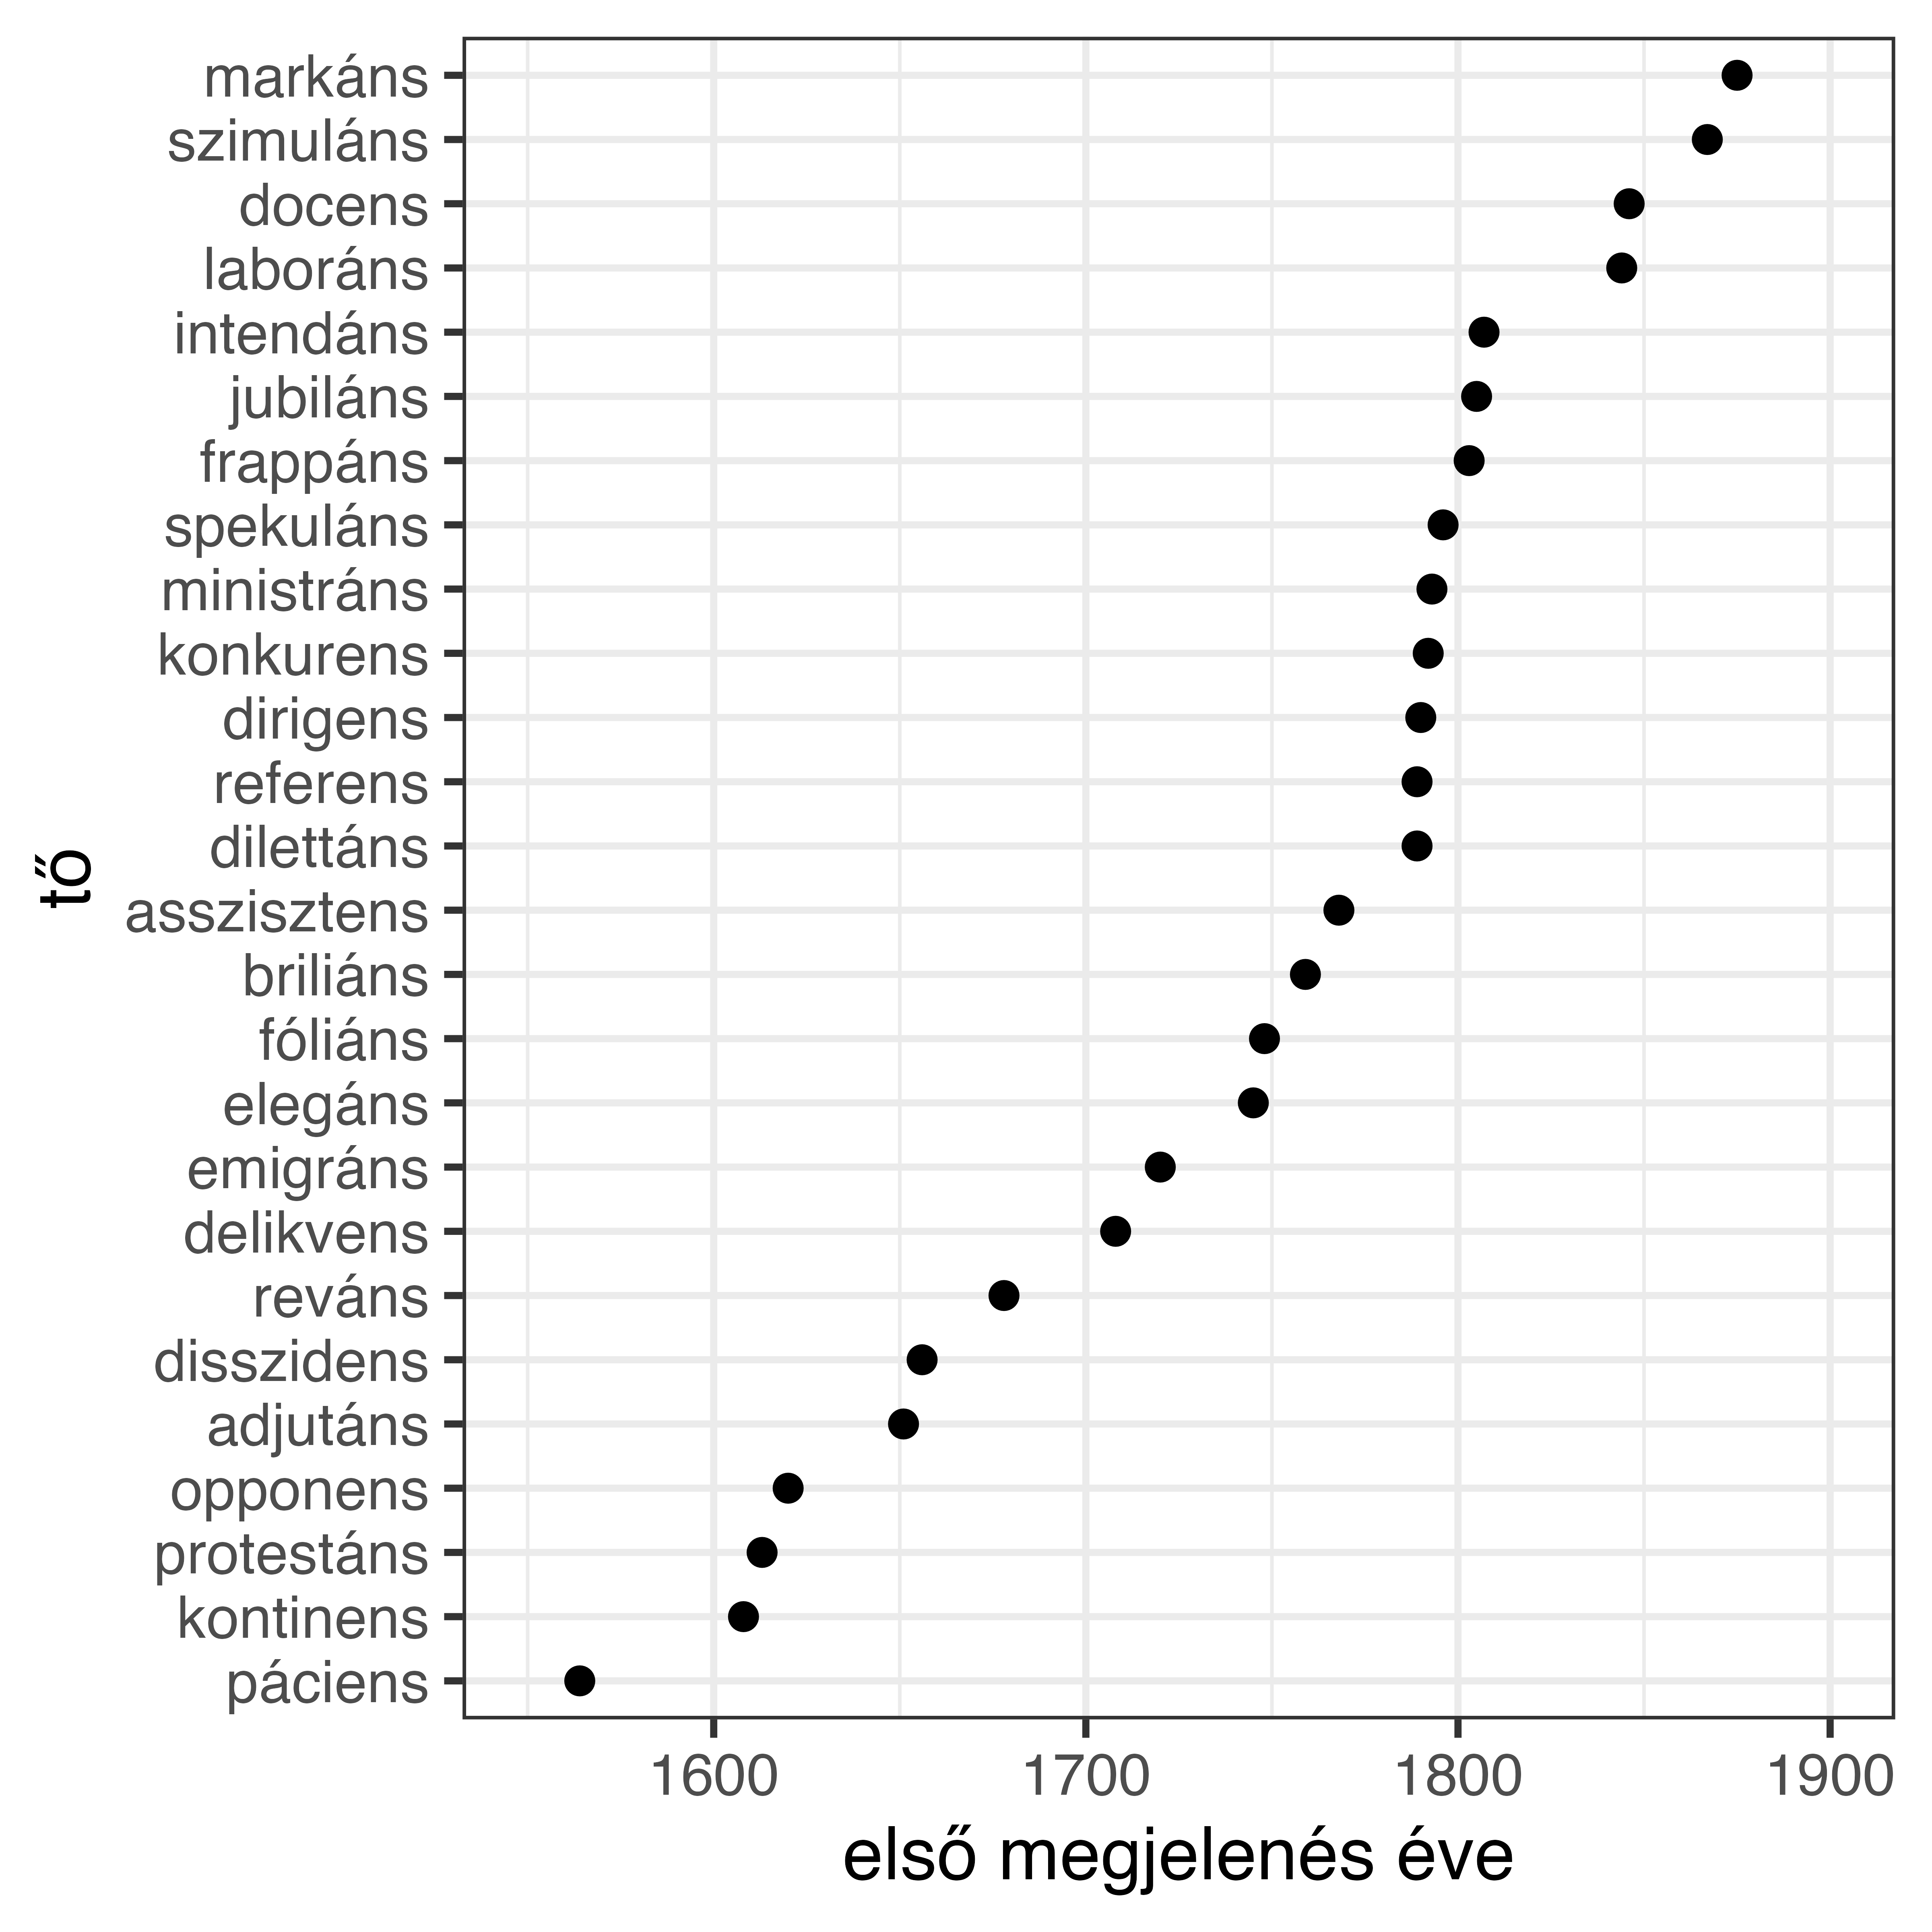 markáns
szimuláns
docens
laboráns
intendáns
jubiláns
frappáns
spekuláns
ministráns
konkurens
dirigens
referens
dilettáns
asszisztens
briliáns
fóliáns
elegáns
emigráns
delikvens
reváns
disszidens
adjutáns
opponens
protestáns
kontinens
páciens
tő
1600 1700 1800 1900
első megjelenés éve